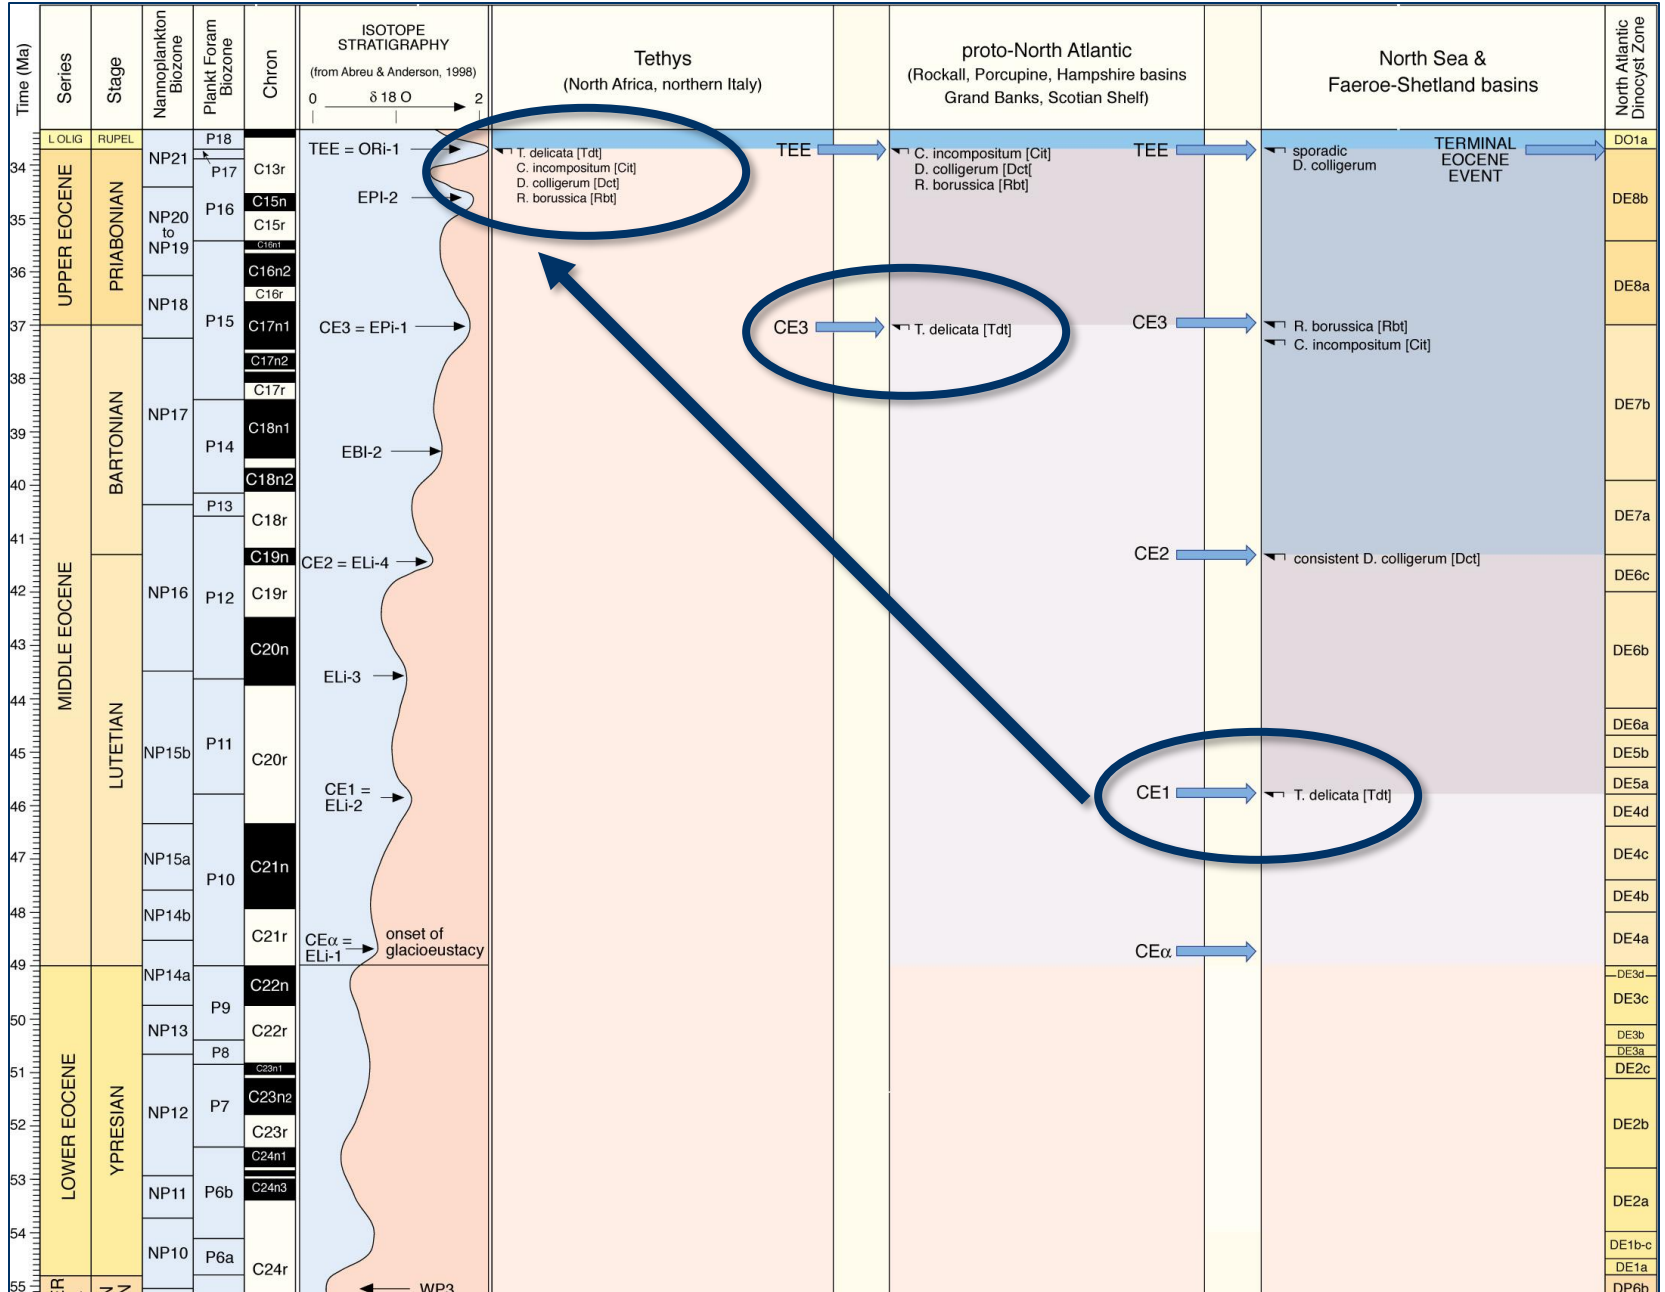 Time (Ma)
Series
Stage
Nannoplankton
Biozone
Plankt Foram
Biozone
Chron
ISOTOPE
STRATIGRAPHY
(from Abreu & Anderson, 1998)
0 δ 18 O 2
Tethys
(North Africa, northern Italy)
proto-North Atlantic
(Rockall, Porcupine, Hampshire basins
Grand Banks, Scotian Shelf)
North Sea &
Faeroe-Shetland basins
North Atlantic
Dinocyst Zone
34
35
36
37
38
39
40
41
42
43
44
45
46
47
48
49
50
51
52
53
54
55
L OLIG
UPPER EOCENE
MIDDLE EOCENE
LOWER EOCENE
ER
RUPEL
PRIABONIAN
BARTONIAN
LUTETIAN
YPRESIAN
NP21
NP20
to
NP19
NP18
NP17
NP16
NP15b
NP15a
NP14b
NP14a
NP13
NP12
NP11
NP10
P18
P17
P16
P15
P14
P13
P12
P11
P10
P9
P8
P7
P6b
P6a
C13r
C15n
C15r
C16n1
C16n2
C16r
C17n1
C17n2
C17r
C18n1
C18n2
C18r
C19n
C19r
C20n
C20r
C21n
C21r
C22n
C22r
C23n1
C23n2
C23r
C24n1
C24n3
C24r
TEE = ORi-1
EPI-2
CE3 = EPi-1
EBI-2
CE2 = ELi-4
ELi-3
CE1 =
ELi-2
CEα =
ELi-1
onset of
glacioeustacy
WP3
T. delicata [Tdt]
C. incompositum [Cit]
D. colligerum [Dct]
R. borussica [Rbt]
TEE
CE3
C. incompositum [Cit]
D. colligerum [Dct[
R. borussica [Rbt]
T. delicata [Tdt]
TEE
CE3
CE2
CE1
CEα
sporadic
D. colligerum
TERMINAL
EOCENE
EVENT
R. borussica [Rbt]
C. incompositum [Cit]
consistent D. colligerum [Dct]
T. delicata [Tdt]
DO1a
DE8b
DE8a
DE7b
DE7a
DE6c
DE6b
DE6a
DE5b
DE5a
DE4d
DE4c
DE4b
DE4a
DE3d
DE3c
DE3b
DE3a
DE2c
DE2b
DE2a
DE1b-c
DE1a
DP6b